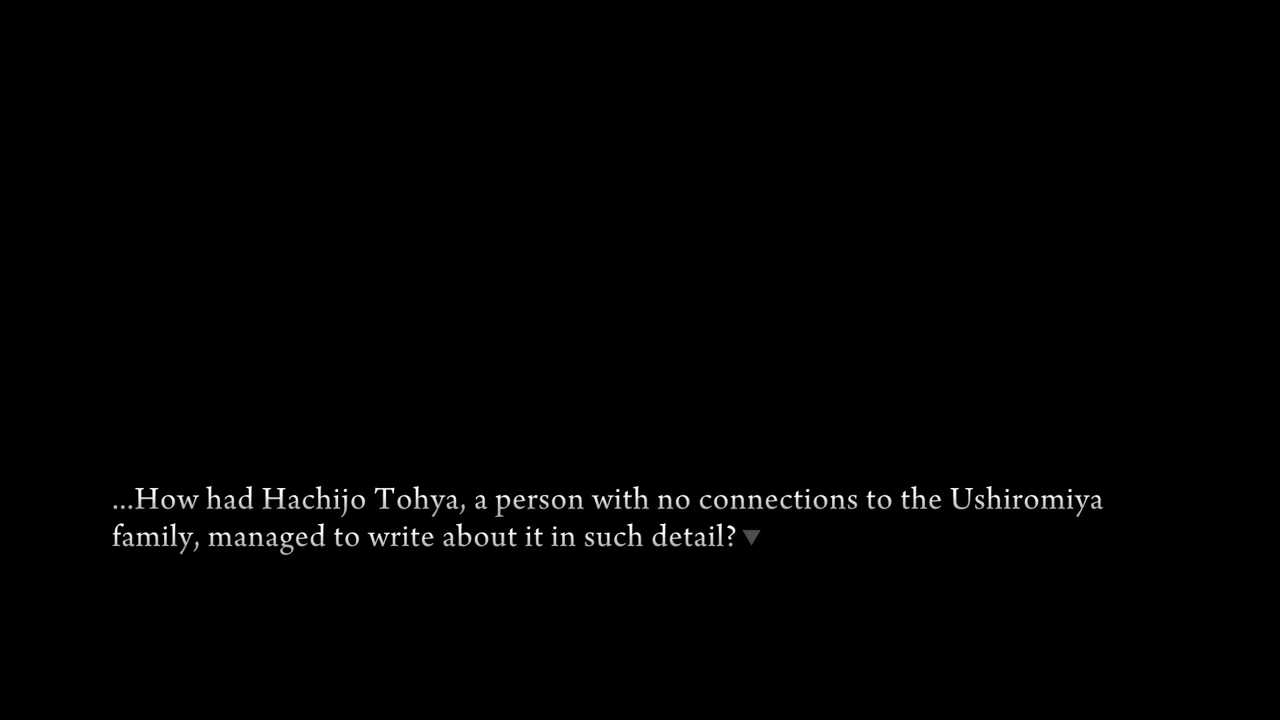 ...How had Hachijo Tohya, a person with no connections to the Ushiromiya
family, managed to write about it in such detail?